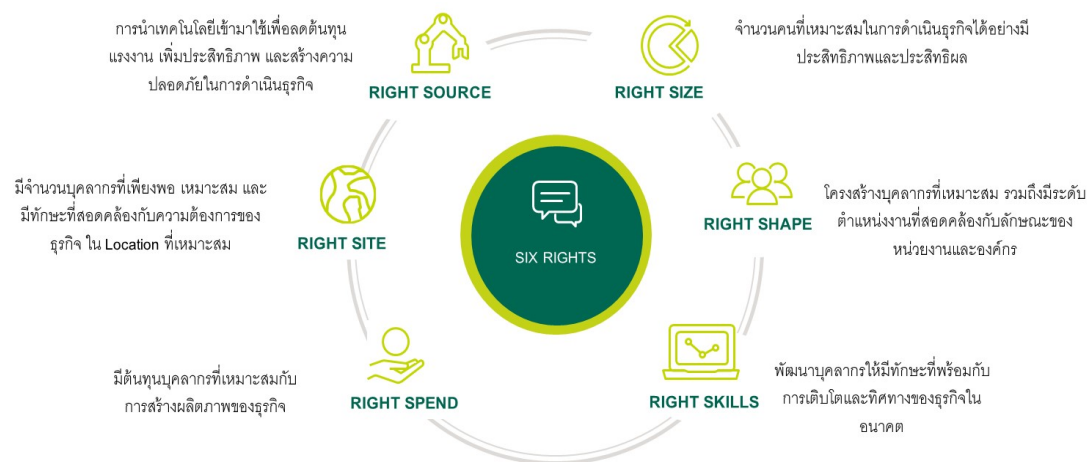 การนำเทคโนโลยีเข้ามาใช้เพื่อลดต้นทุน
แรงงาน เพิ่มประสิทธิภาพ และสร้างความ
ปลอดภัยในการดำเนินธุรกิจ
RIGHT SOURCE
จำนวนคนที่เหมาะสมในการดำเนินธุรกิจได้อย่างมี
ประสิทธิภาพและประสิทธิผล
RIGHT SIZE
มีจำนวนบุคลากรที่เพียงพอ เหมาะสม และ
มีทักษะที่สอดคล้องกับความต้องการของ
ธุรกิจ ใน Location ที่เหมาะสม
RIGHT SITE
SIX RIGHTS
RIGHT SHAPE
โครงสร้างบุคลากรที่เหมาะสม รวมถึงมีระดับ
ตำแหน่งงานที่สอดคล้องกับลักษณะของ
หน่วยงานและองค์กร
มีต้นทุนบุคลากรที่เหมาะสมกับ
การสร้างผลิตภาพของธุรกิจ
RIGHT SPEND
RIGHT SKILLS
พัฒนาบุคลากรให้มีทักษะที่พร้อมกับ
การเติบโตและทิศทางของธุรกิจใน
อนาคต